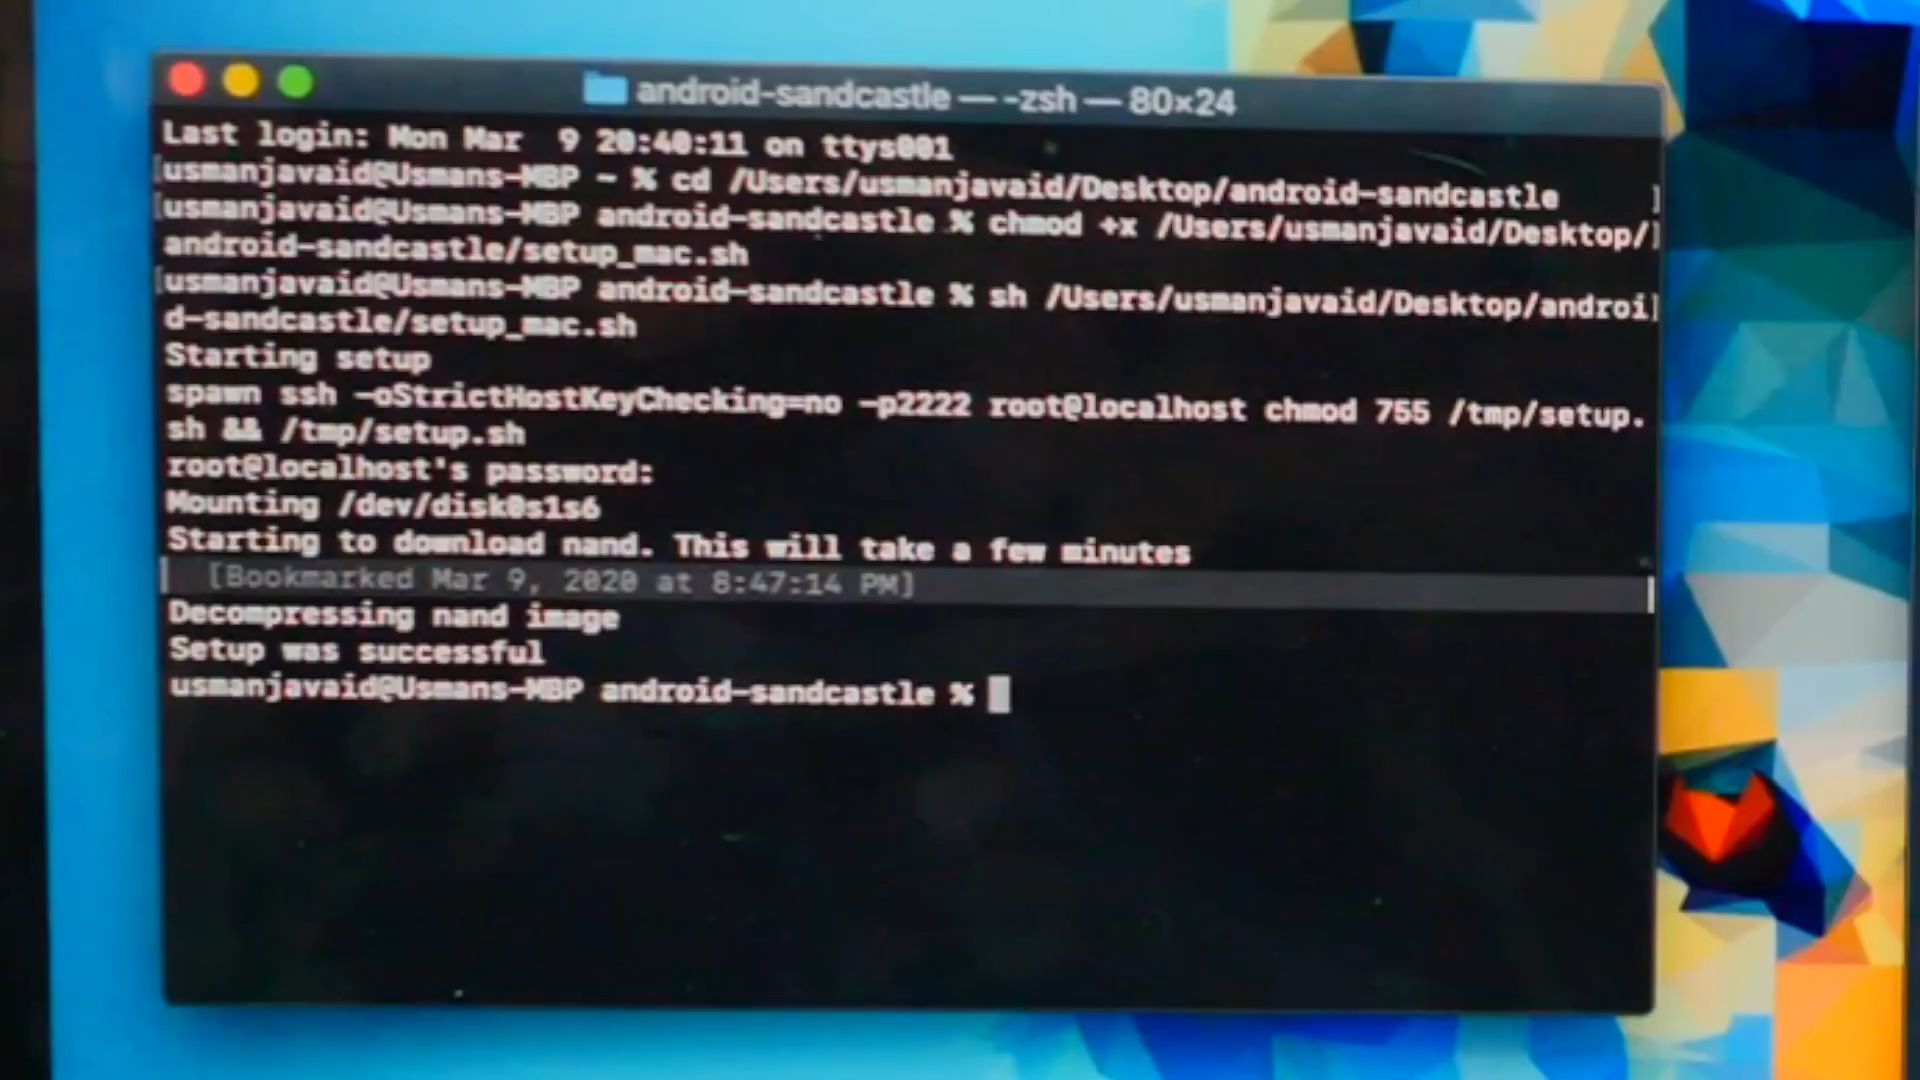 android-sandcastle — -zsh — 80×24
Last login: Mon Mar  9 20:40:11 on ttys001
[usmanjavaid@Usmans-MBP ~ % cd /Users/usmanjavaid/Desktop/android-sandcastle     ]
[usmanjavaid@Usmans-MBP android-sandcastle % chmod +x /Users/usmanjavaid/Desktop/]
android-sandcastle/setup_mac.sh
[usmanjavaid@Usmans-MBP android-sandcastle % sh /Users/usmanjavaid/Desktop/androi]
d-sandcastle/setup_mac.sh
Starting setup
spawn ssh -oStrictHostKeyChecking=no -p2222 root@localhost chmod 755 /tmp/setup.
sh && /tmp/setup.sh
root@localhost's password:
Mounting /dev/disk0s1s6
Starting to download nand. This will take a few minutes
[Bookmarked Mar 9, 2020 at 8:47:14 PM]
Decompressing nand image
Setup was successful
usmanjavaid@Usmans-MBP android-sandcastle %